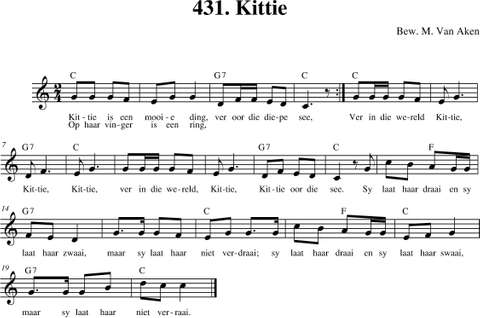 431. Kittie
Bew. M. Van Aken
C G7 C C
Kit - tie is een mooi - e ding, ver oor die die-pe see, Ver in die we-reld Kit-tie,
Op haar vin-ger is een ring,
7 G7 C G7 C F
Kit-tie, Kit-tie, ver in die we-reld, Kit-tie, Kit-tie oor die see. Sy laat haar draai en sy
14 G7 C F C
laat haar zwaai, maar sy laat haar niet ver-draai; sy laat haar draai en sy laat haar swaai,
19 G7 C
maar sy laat haar niet ver-raai.